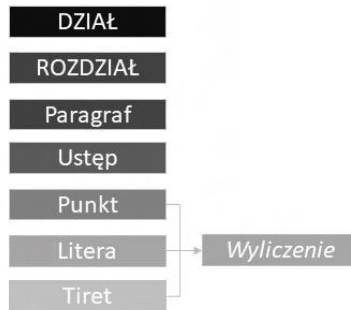 DZIAŁ
ROZDZIAŁ
Paragraf
Ustęp
Punkt
Litera
Wyliczenie
Tiret